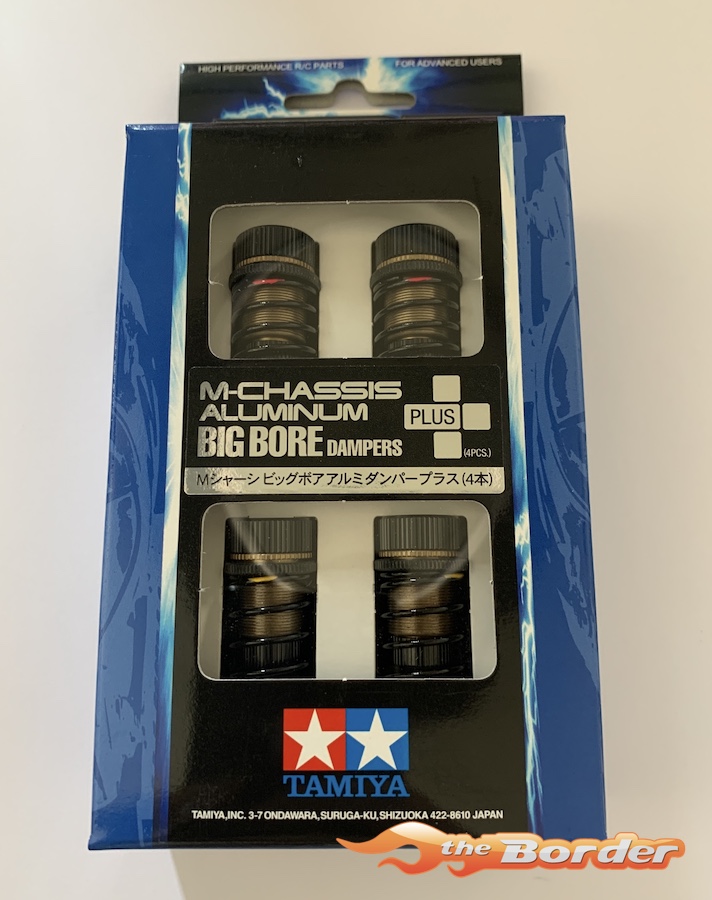 HIGH PERFORMANCE R/C PARTS
FOR ADVANCED USERS
M-CHASSIS
ALUMINUM
BIG BORE DAMPERS
PLUS
(4PCS.)
Mシャーシ ビッグボアアルミダンパープラス(4本)
TAMIYA
TAMIYA,INC. 3-7 ONDAWARA,SURUGA-KU,SHIZUOKA 422-8610 JAPAN
the Border